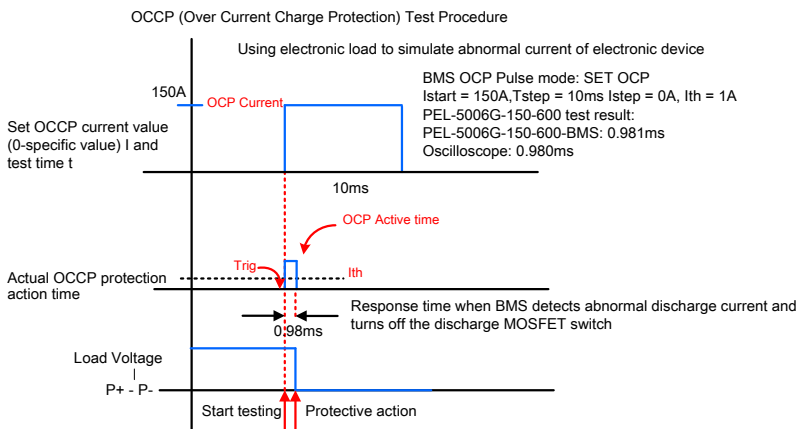 OCCP (Over Current Charge Protection) Test Procedure
Using electronic load to simulate abnormal current of electronic device
BMS OCP Pulse mode: SET OCP
Istart = 150A,Tstep = 10ms Istep = 0A, Ith = 1A
PEL-5006G-150-600 test result:
PEL-5006G-150-600-BMS: 0.981ms
Oscilloscope: 0.980ms
150A
OCP Current
Set OCCP current value
(0-specific value) I and
test time t
10ms
OCP Active time
Trig
Ith
Actual OCCP protection
action time
0.98ms
Response time when BMS detects abnormal discharge current and
turns off the discharge MOSFET switch
Load Voltage
|
P+ - P-
Start testing
Protective action